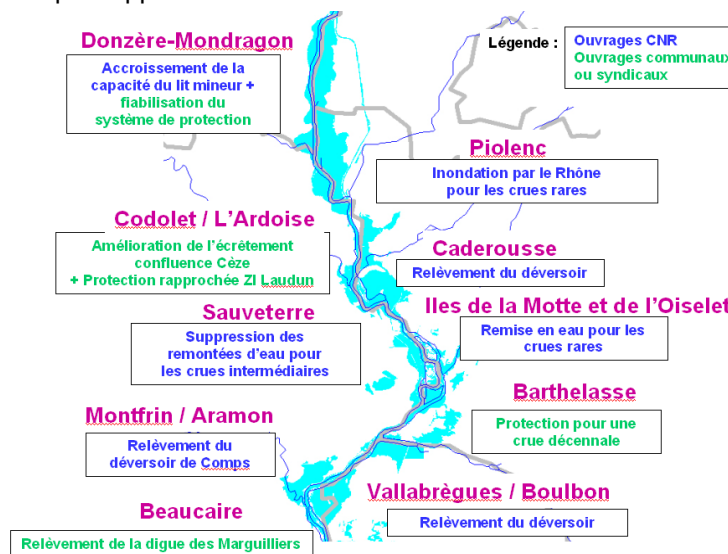 Donzère-Mondragon
Accroissement de la
capacité du lit mineur +
fiabilisation du
système de protection
Légende :
Ouvrages CNR
Ouvrages communaux
ou syndicaux
Piolenc
Inondation par le Rhône
pour les crues rares
Codolet / L'Ardoise
Amélioration de l'écrêtement
confluence Cèze
+ Protection rapprochée ZI Laudun
Caderousse
Relèvement du déversoir
Sauveterre
Suppression des
remontées d'eau pour
les crues intermédiaires
Iles de la Motte et de l'Oiselet
Remise en eau pour les
crues rares
Barthelasse
Protection pour une
crue décennale
Montfrin / Aramon
Relèvement du
déversoir de Comps
Vallabrègues / Boulbon
Relèvement du déversoir
Beaucaire
Relèvement de la digue des Marguilliers